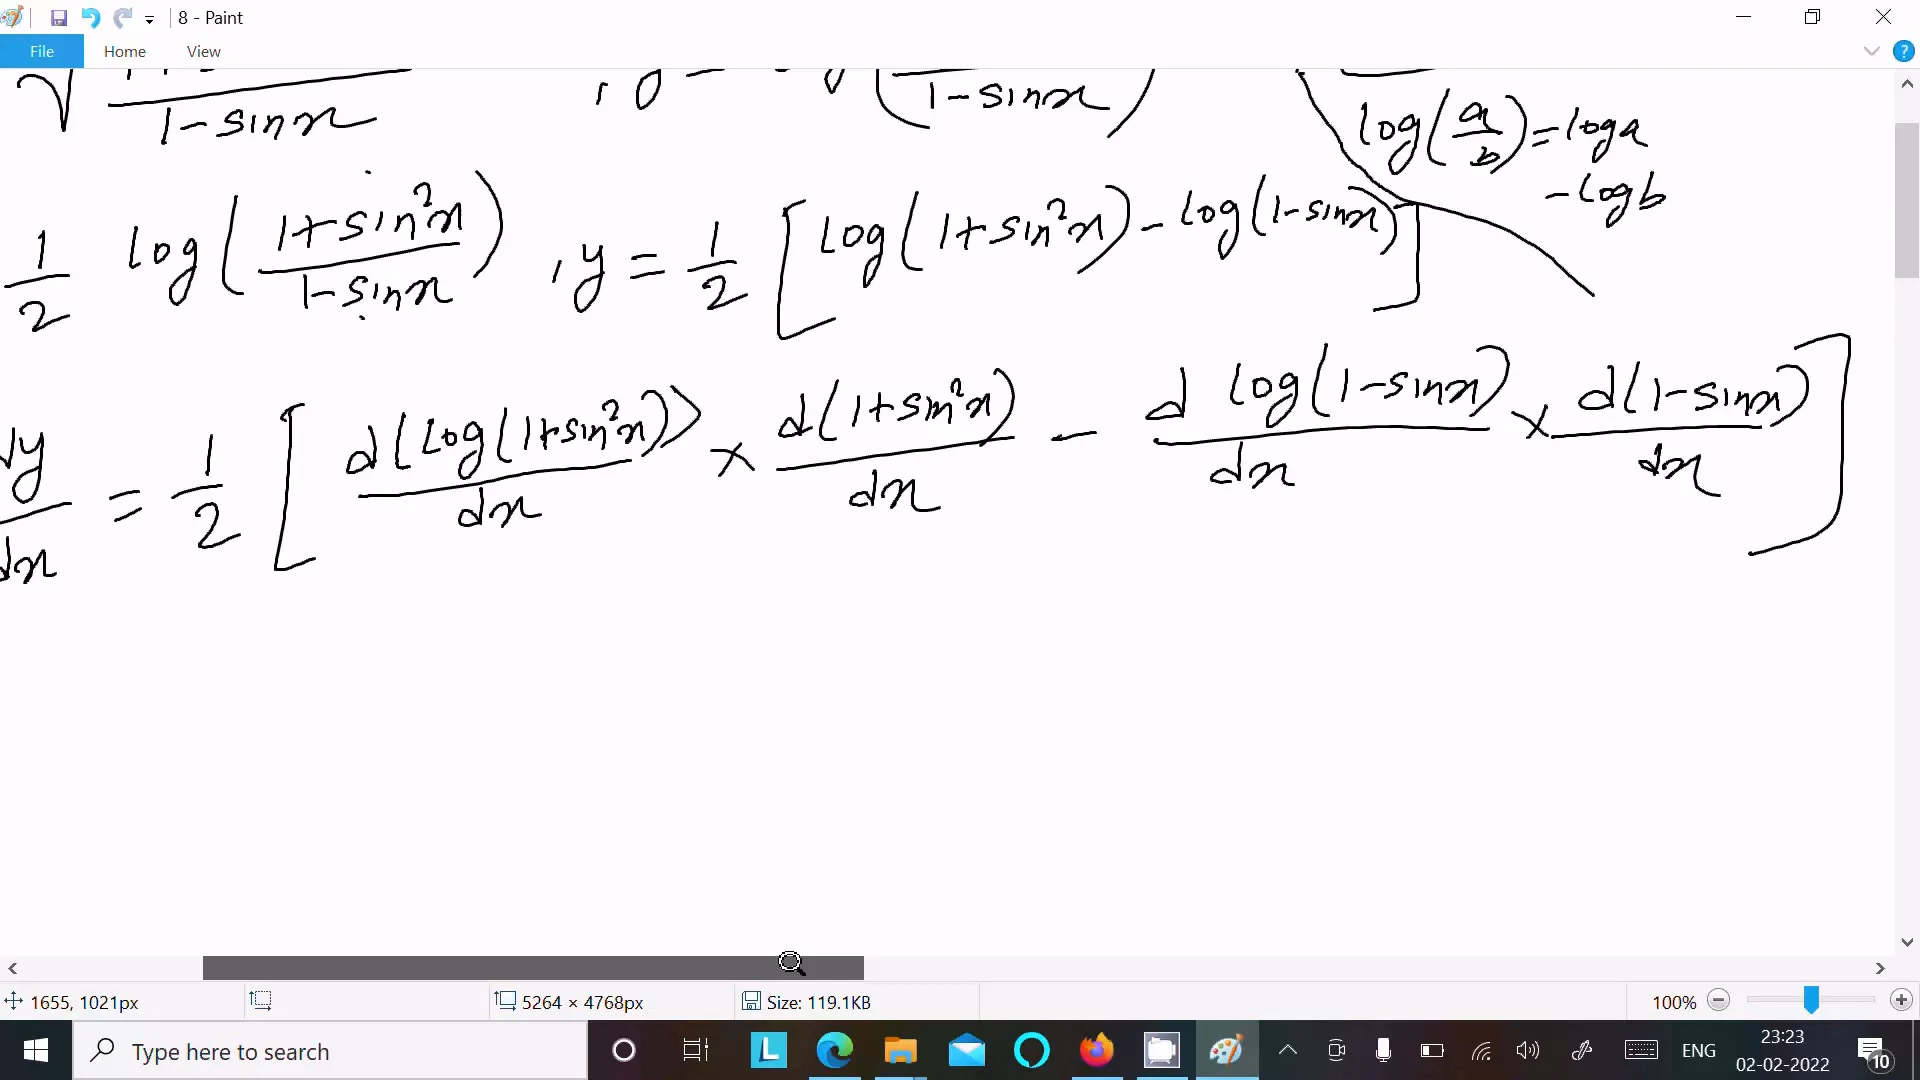 8 - Paint
File Home View
√ 1-sinx , y = (1-sinx)
log(a/b) = log a
- log b
1/2 log((1+sin²x)/(1-sinx)) , y = 1/2 [log(1+sin²x) - log(1-sinx)]
dy/dx = 1/2 [d(log(1+sin²x))/dx × d(1+sin²x)/dx - d log(1-sinx)/dx × d(1-sinx)/dx]
1655, 1021px 5264 × 4768px Size: 119.1KB 100%
Type here to search L ENG 23:23
02-02-2022 10